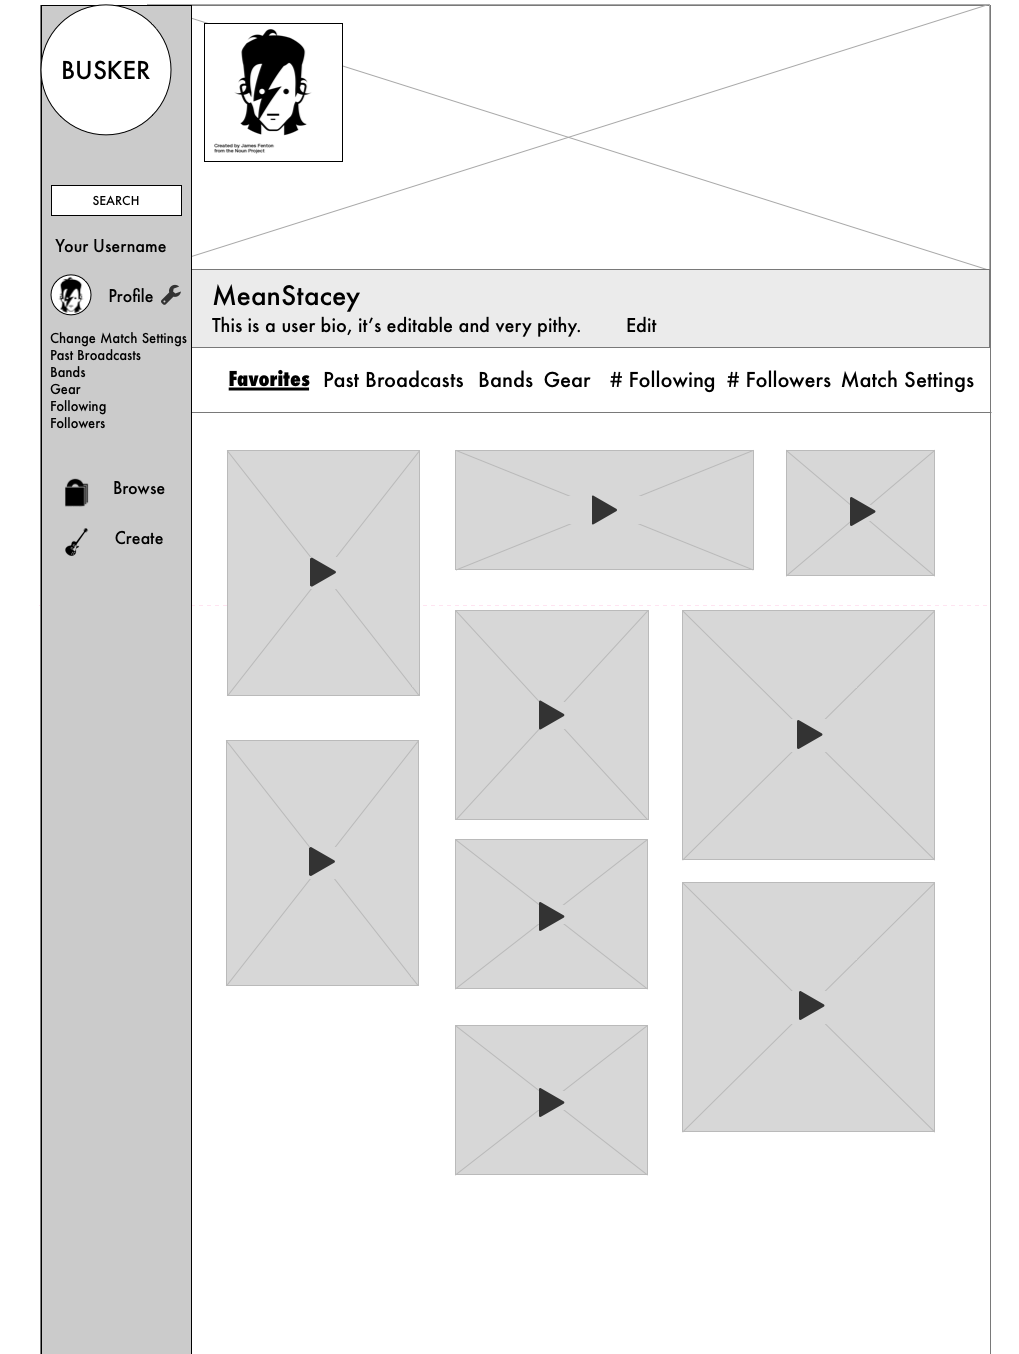 BUSKER
SEARCH
Your Username
Profile
Change Match Settings
Past Broadcasts
Bands
Gear
Following
Followers
Browse
Create
Created by James Fenton
from the Noun Project
MeanStacey
This is a user bio, it’s editable and very pithy. Edit
Favorites Past Broadcasts Bands Gear # Following # Followers Match Settings